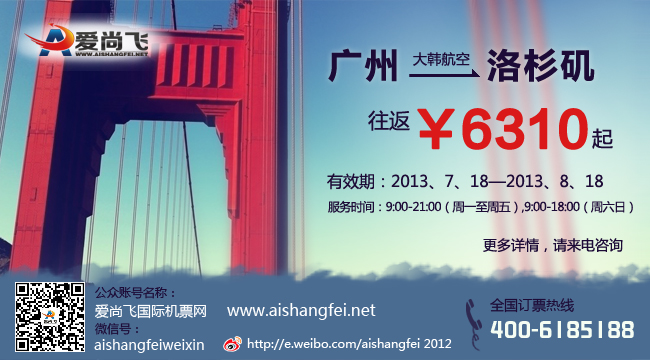 爱尚飞
WWW.AISHANGFEI.NET
广州 大韩航空 洛杉矶
往返 ￥6310起
有效期：2013、7、18—2013、8、18
服务时间：9:00-21:00（周一至周五）,9:00-18:00（周六日）
更多详情，请来电咨询
公众账号名称：
爱尚飞国际机票网 www.aishangfei.net
微信号：
aishangfeiweixin http://e.weibo.com/aishangfei 2012
全国订票热线
400-6185188